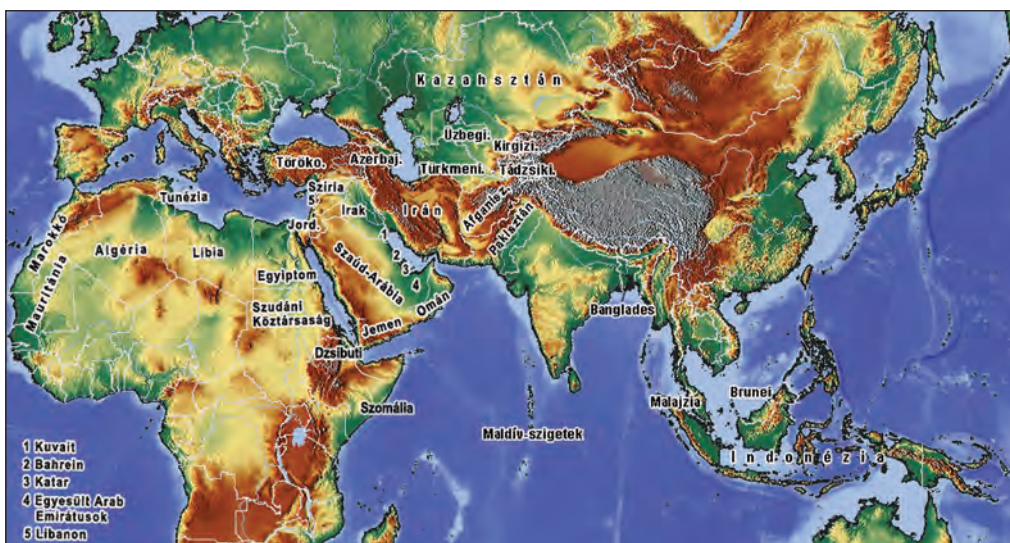 Kazahsztán
Üzbegi.
Kirgizi.
Töröko.
Azerbaj.
Türkmeni.
Tádzsiki.
Tunézia
Szíria
5
Irak
Irán
Afganisz.
Pakisztán
Marokkó
Jord.
1
Algéria
Líbia
2
3
4
Egyiptom
Szaúd-Arábia
Omán
Mauritánia
Szudáni
Köztársaság
Banglades
Jemen
Dzsibuti
Szomália
Malajzia
Brunei
Maldív-szigetek
Indonézia
1 Kuvait
2 Bahrein
3 Katar
4 Egyesült Arab
Emirátusok
5 Libanon